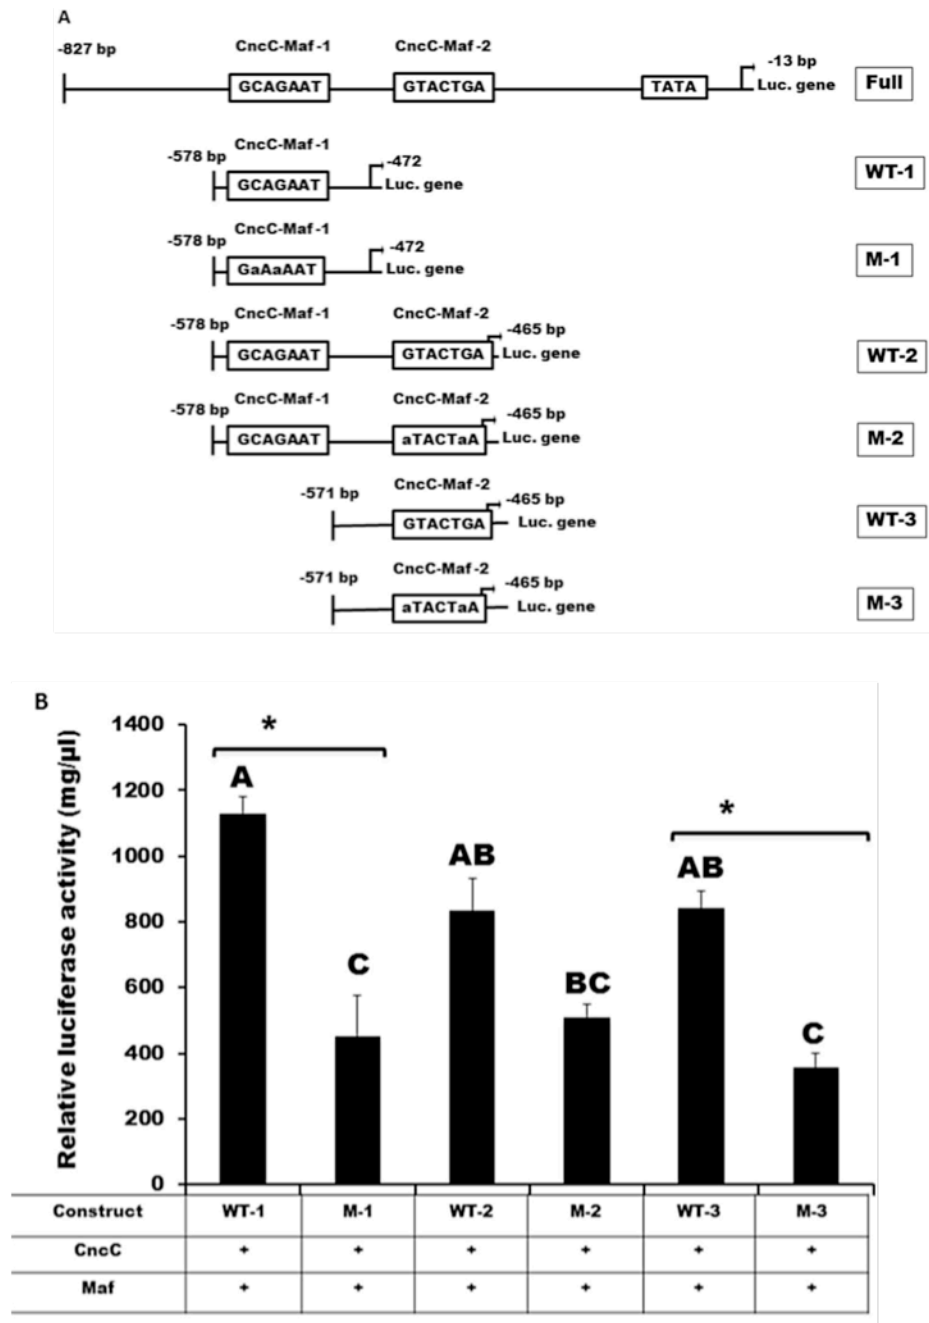 A
-827 bp CncC-Maf-1 CncC-Maf-2 -13 bp
GCAGAAT GTACTGA TATA Luc. gene Full
-578 bp CncC-Maf-1 -472
GCAGAAT Luc. gene WT-1
-578 bp CncC-Maf-1 -472
GaAaAAT Luc. gene M-1
-578 bp CncC-Maf-1 CncC-Maf-2 -465 bp
GCAGAAT GTACTGA Luc. gene WT-2
-578 bp CncC-Maf-1 CncC-Maf-2 -465 bp
GCAGAAT aTACTaA Luc. gene M-2
-571 bp CncC-Maf-2 -465 bp
GTACTGA Luc. gene WT-3
-571 bp CncC-Maf-2 -465 bp
aTACTaA Luc. gene M-3
B
Relative luciferase activity (mg/µl)
1400
1200
1000
800
600
400
200
0
* *
A C AB BC AB C
Construct WT-1 M-1 WT-2 M-2 WT-3 M-3
CncC + + + + + +
Maf + + + + + +